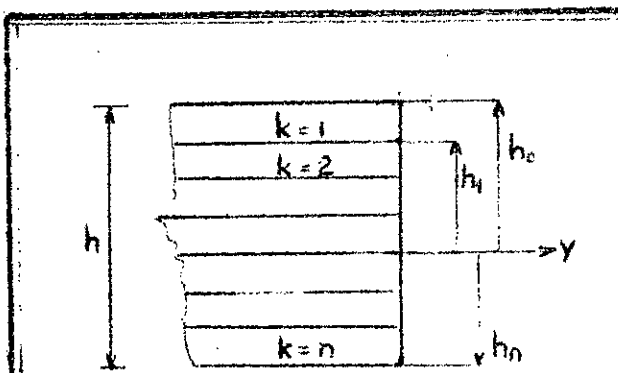 k = 1
h₀
k = 2
h₁
h
Y
k = n
hₙ